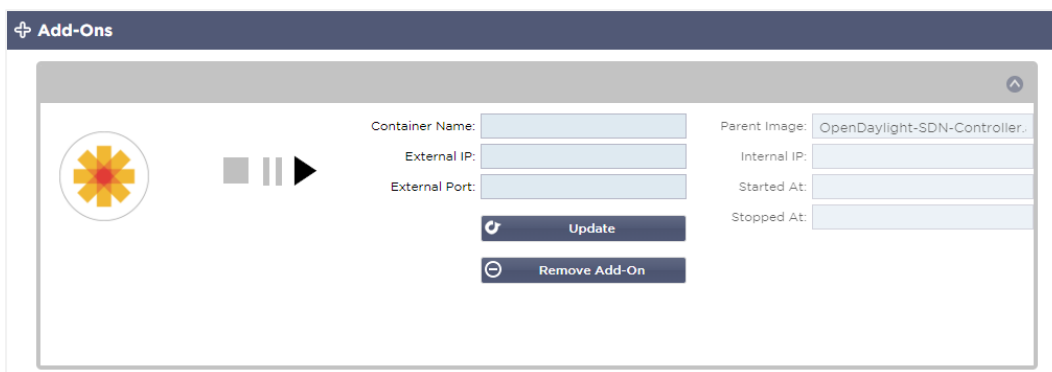 Add-Ons
Container Name:
External IP:
External Port:
Update
Remove Add-On
Parent Image: OpenDaylight-SDN-Controller.
Internal IP:
Started At:
Stopped At: